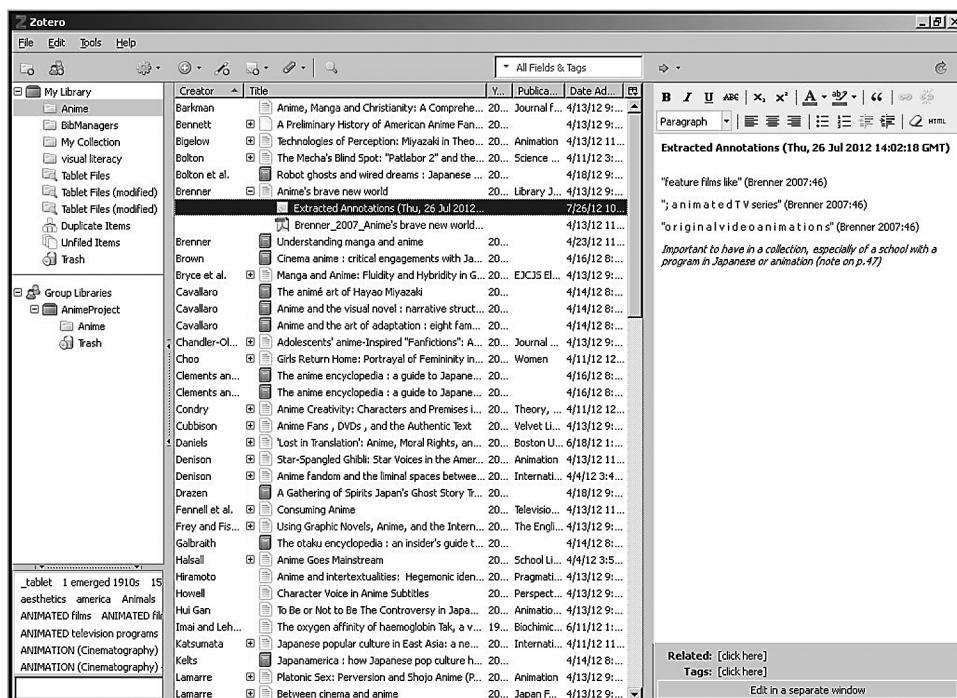 Zotero
File Edit Tools Help
All Fields & Tags
My Library
Anime
BibManagers
My Collection
visual literacy
Tablet Files
Tablet Files (modified)
Tablet Files (modified)
Duplicate Items
Unfiled Items
Trash
Group Libraries
AnimeProject
Anime
Trash
_tablet 1 emerged 1910s 15
aesthetics america Animals
ANIMATED films ANIMATED fil
ANIMATED television programs
ANIMATION (Cinematography)
ANIMATION (Cinematography)
Creator Title Y... Publica... Date Ad...
Barkman Anime, Manga and Christianity: A Comprehe... 20... Journal f... 4/13/12 9:...
Bennett A Preliminary History of American Anime Fan... 20... 4/13/12 9:...
Bigelow Technologies of Perception: Miyazaki in Theo... 20... Animation 4/13/12 11...
Bolton The Mecha's Blind Spot: "Patlabor 2" and the... 20... Science ... 4/11/12 3:...
Bolton et al. Robot ghosts and wired dreams : Japanese ... 20... 4/18/12 9:...
Brenner Anime's brave new world 20... Library J... 4/13/12 9:...
Extracted Annotations (Thu, 26 Jul 2012... 7/26/12 10...
Brenner_2007_Anime's brave new world... 4/13/12 11...
Brenner Understanding manga and anime 20... 4/23/12 11...
Brown Cinema anime : critical engagements with Ja... 20... 4/16/12 8:...
Bryce et al. Manga and Anime: Fluidity and Hybridity in G... 20... EJCJS El... 4/13/12 9:...
Cavallaro The animé art of Hayao Miyazaki 20... 4/14/12 8:...
Cavallaro Anime and the visual novel : narrative struct... 20... 4/14/12 8:...
Cavallaro Anime and the art of adaptation : eight fam... 20... 4/14/12 8:...
Chandler-Ol... Adolescents' anime-Inspired "Fanfictions": A... 20... Journal ... 4/13/12 9:...
Choo Girls Return Home: Portrayal of Femininity in... 20... Women 4/11/12 12...
Clements an... The anime encyclopedia : a guide to Japane... 20... 4/16/12 8:...
Clements an... The anime encyclopedia : a guide to Japane... 20... 4/16/12 8:...
Condry Anime Creativity: Characters and Premises i... 20... Theory, ... 4/11/12 12...
Cubbison Anime Fans , DVDs , and the Authentic Text 20... Velvet Li... 4/13/12 9:...
Daniels 'Lost in Translation': Anime, Moral Rights, an... 20... Boston U... 6/18/12 1:...
Denison Star-Spangled Ghibli: Star Voices in the Amer... 20... Animation 4/13/12 11...
Denison Anime fandom and the liminal spaces betwee... 20... Internati... 4/4/12 3:4...
Drazen A Gathering of Spirits Japan's Ghost Story Tr... 20... 4/18/12 9:...
Fennell et al. Consuming Anime 20... Televisio... 4/13/12 11...
Frey and Fis... Using Graphic Novels, Anime, and the Intern... 20... The Engli... 4/13/12 9:...
Galbraith The otaku encyclopedia : an insider's guide t... 20... 4/14/12 8:...
Halsall Anime Goes Mainstream 20... School Li... 4/4/12 3:5...
Hiramoto Anime and intertextualities: Hegemonic iden... 20... Pragmati... 4/13/12 9:...
Howell Character Voice in Anime Subtitles 20... Perspect... 4/13/12 9:...
Hui Gan To Be or Not to Be The Controversy in Japa... 20... Animatio... 4/13/12 9:...
Imai and Leh... The oxygen affinity of haemoglobin Tak, a v... 19... Biochimic... 6/11/12 1:...
Katsumata Japanese popular culture in East Asia: a ne... 20... Internati... 4/11/12 11...
Kelts Japanamerica : how Japanese pop culture h... 20... 4/14/12 8:...
Lamarre Platonic Sex: Perversion and Shojo Anime (P... 20... Animation 4/13/12 9:...
Lamarre Between cinema and anime 20... Japan F... 4/13/12 9:...
B I U ABC X₂ X² A ab HTML
Paragraph
Extracted Annotations (Thu, 26 Jul 2012 14:02:18 GMT)
"feature films like" (Brenner 2007:46)
"; a n i m a t e d T V series" (Brenner 2007:46)
"o r i g i n a l v i d e o a n i m a t i o n s" (Brenner 2007:46)
Important to have in a collection, especially of a school with a
program in Japanese or animation (note on p.47)
Related: [click here]
Tags: [click here]
Edit in a separate window